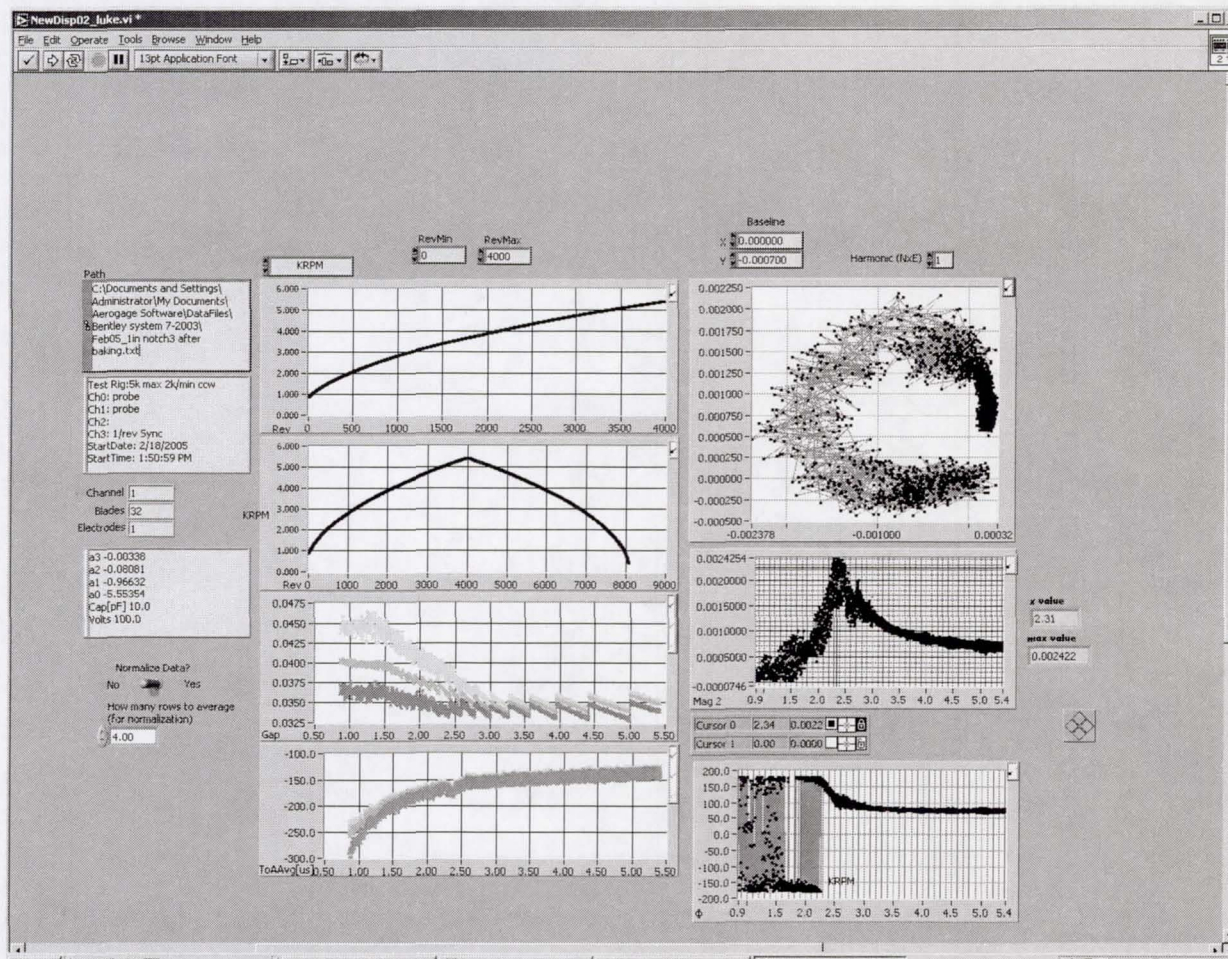 NewDisp02_luke.vi *
File Edit Operate Tools Browse Window Help
13pt Application Font
2
RevMin
0
RevMax
4000
KRPM
Baseline
X 0.000000
Y -0.000700
Harmonic (NxE) 1
Path
C:\Documents and Settings\
Administrator\My Documents\
Aerogage Software\DataFiles\
Bentley system 7-2003\
Feb05_1in notch3 after
baking.txt
Test Rig:5k max 2k/min ccw
Ch0: probe
Ch1: probe
Ch2:
Ch3: 1/rev Sync
StartDate: 2/18/2005
StartTime: 1:50:59 PM
Channel 1
Blades 32
Electrodes 1
a3 -0.00338
a2 -0.08081
a1 -0.96632
a0 -5.55354
Cap[pF] 10.0
Volts 100.0
Normalize Data?
No Yes
How many rows to average
(for normalization)
4.00
6.000
5.000
4.000
3.000
2.000
1.000
0.000
Rev 0 500 1000 1500 2000 2500 3000 3500 4000
KRPM
6.000
5.000
4.000
3.000
2.000
1.000
0.000
Rev 0 1000 2000 3000 4000 5000 6000 7000 8000 9000
0.0475
0.0450
0.0425
0.0400
0.0375
0.0350
0.0325
Gap 0.50 1.00 1.50 2.00 2.50 3.00 3.50 4.00 4.50 5.00 5.50
-100.0
-150.0
-200.0
-250.0
-300.0
ToAAvg[us] 0.50 1.00 1.50 2.00 2.50 3.00 3.50 4.00 4.50 5.00 5.50
0.002250
0.002000
0.001750
0.001500
0.001250
0.001000
0.000750
0.000500
0.000250
0.000000
-0.000250
-0.000500
-0.002378 -0.001000 0.00032
0.0024254
0.0020000
0.0015000
0.0010000
0.0005000
-0.0000746
0.9 1.5 2.0 2.5 3.0 3.5 4.0 4.5 5.0 5.4
Mag 2
x value
2.31
max value
0.002422
Cursor 0 2.34 0.0022
Cursor 1 0.00 0.0000
200.0
150.0
100.0
50.0
0.0
-50.0
-100.0
-150.0
-200.0
KRPM
Φ 0.9 1.5 2.0 2.5 3.0 3.5 4.0 4.5 5.0 5.4